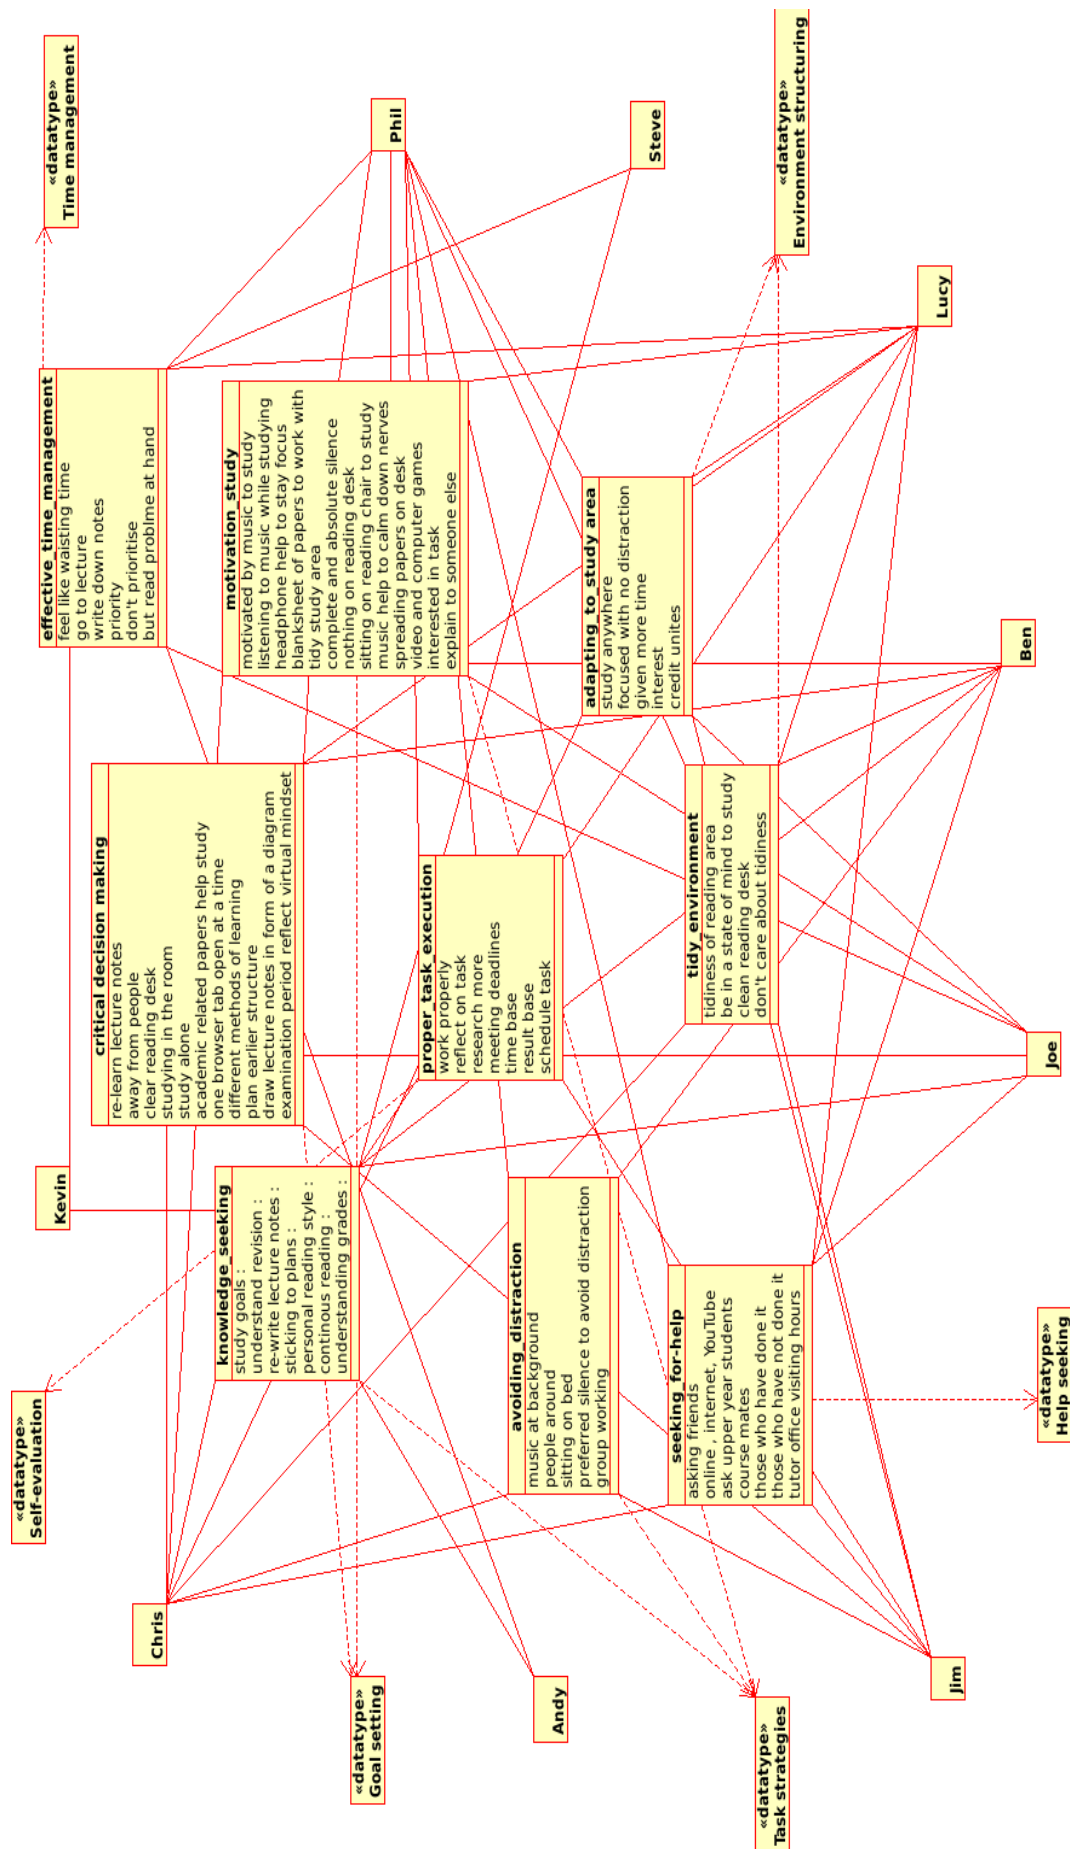 «datatype»
Self-evaluation
Kevin
«datatype»
Time management
Chris
critical decision making
re-learn lecture notes
away from people
clear reading desk
studying in the room
study alone
academic related papers help study
one browser tab open at a time
different methods of learning
plan earlier structure
draw lecture notes in form of a diagram
examination period reflect virtual mindset
effective_time_management
feel like waisting time
go to lecture
write down notes
priority
don't prioritise
but read problme at hand
knowledge_seeking
study goals :
understand revision :
re-write lecture notes :
sticking to plans :
personal reading style :
continous reading :
understanding grades :
motivation_study
motivated by music to study
listening to music while studying
headphone help to stay focus
blanksheet of papers to work with
tidy study area
complete and absolute silence
nothing on reading desk
sitting on reading chair to study
music help to calm down nerves
spreading papers on desk
video and computer games
interested in task
explain to someone else
Phil
«datatype»
Goal setting
proper_task_execution
work properly
reflect on task
research more
meeting deadlines
time base
result base
schedule task
Andy
avoiding_distraction
music at background
people around
sitting on bed
preferred silence to avoid distraction
group working
adapting_to_study area
study anywhere
focused with no distraction
given more time
interest
credit unites
Steve
seeking_for-help
asking friends
online , internet, YouTube
ask upper year students
course mates
those who have done it
those who have not done it
tutor office visiting hours
tidy_environment
tidiness of reading area
be in a state of mind to study
clean reading desk
don't care about tidiness
«datatype»
Task strategies
«datatype»
Environment structuring
Jim
Lucy
Ben
Joe
«datatype»
Help seeking